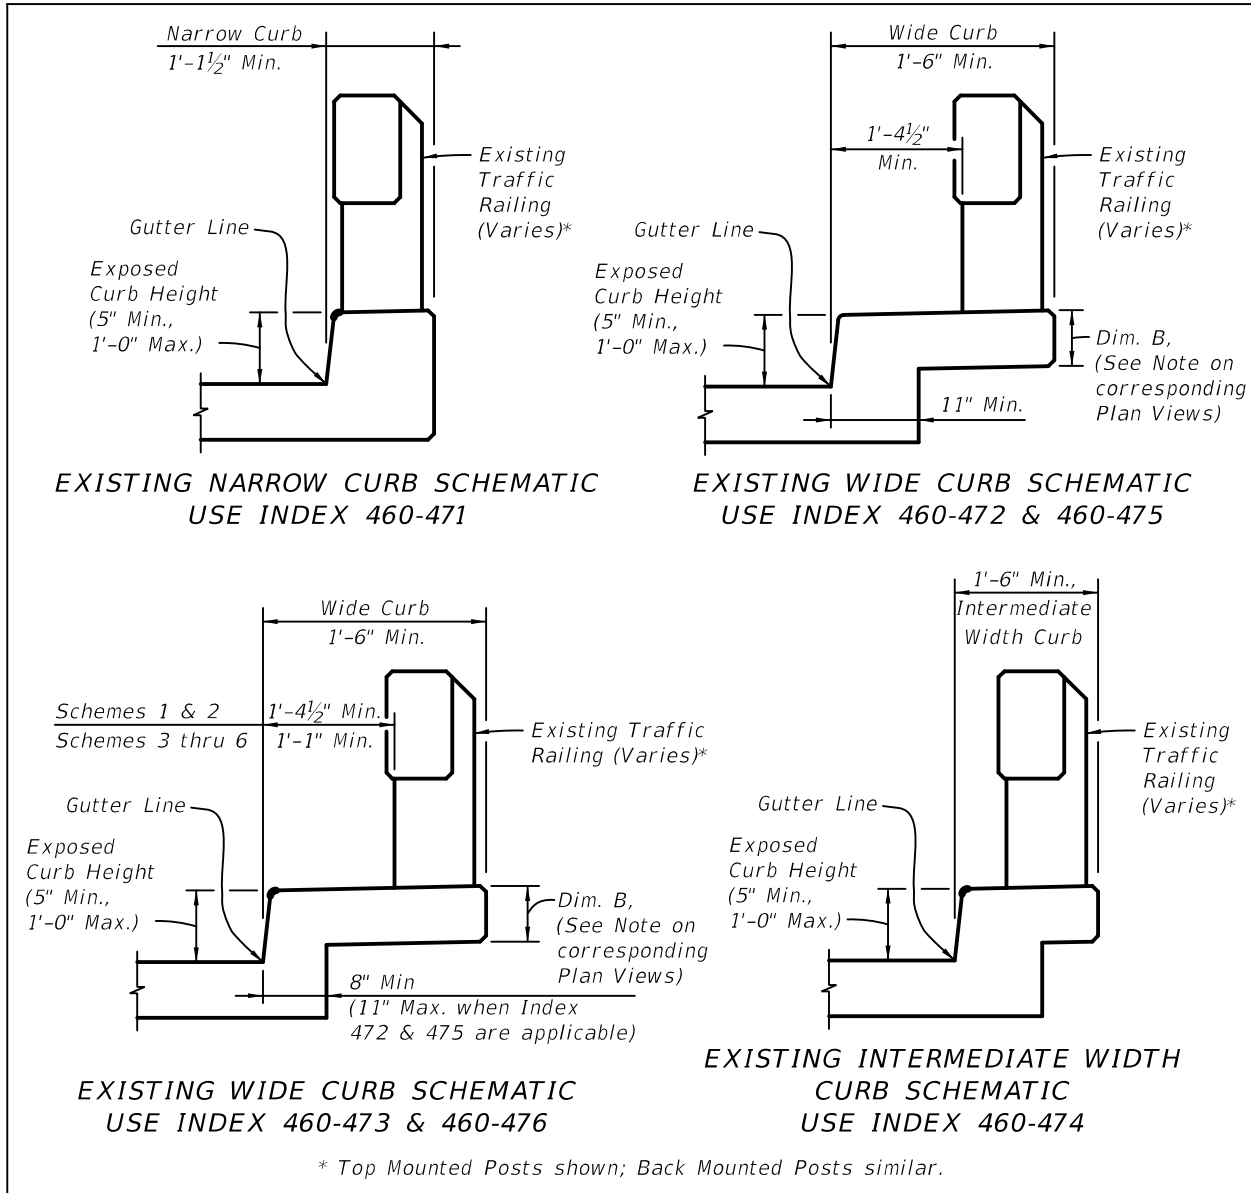 Narrow Curb
1'-1½" Min.
Existing
Traffic
Railing
(Varies)*
Gutter Line
Exposed
Curb Height
(5" Min.,
1'-0" Max.)
EXISTING NARROW CURB SCHEMATIC
USE INDEX 460-471
Wide Curb
1'-6" Min.
1'-4½"
Min.
Existing
Traffic
Railing
(Varies)*
Gutter Line
Exposed
Curb Height
(5" Min.,
1'-0" Max.)
Dim. B,
(See Note on
corresponding
Plan Views)
11" Min.
EXISTING WIDE CURB SCHEMATIC
USE INDEX 460-472 & 460-475
Wide Curb
1'-6" Min.
Schemes 1 & 2 1'-4½" Min.
Schemes 3 thru 6 1'-1" Min.
Existing Traffic
Railing (Varies)*
Gutter Line
Exposed
Curb Height
(5" Min.,
1'-0" Max.)
Dim. B,
(See Note on
corresponding
Plan Views)
8" Min
(11" Max. when Index
472 & 475 are applicable)
EXISTING WIDE CURB SCHEMATIC
USE INDEX 460-473 & 460-476
1'-6" Min.,
Intermediate
Width Curb
Existing
Traffic
Railing
(Varies)*
Gutter Line
Exposed
Curb Height
(5" Min.,
1'-0" Max.)
EXISTING INTERMEDIATE WIDTH
CURB SCHEMATIC
USE INDEX 460-474
* Top Mounted Posts shown; Back Mounted Posts similar.